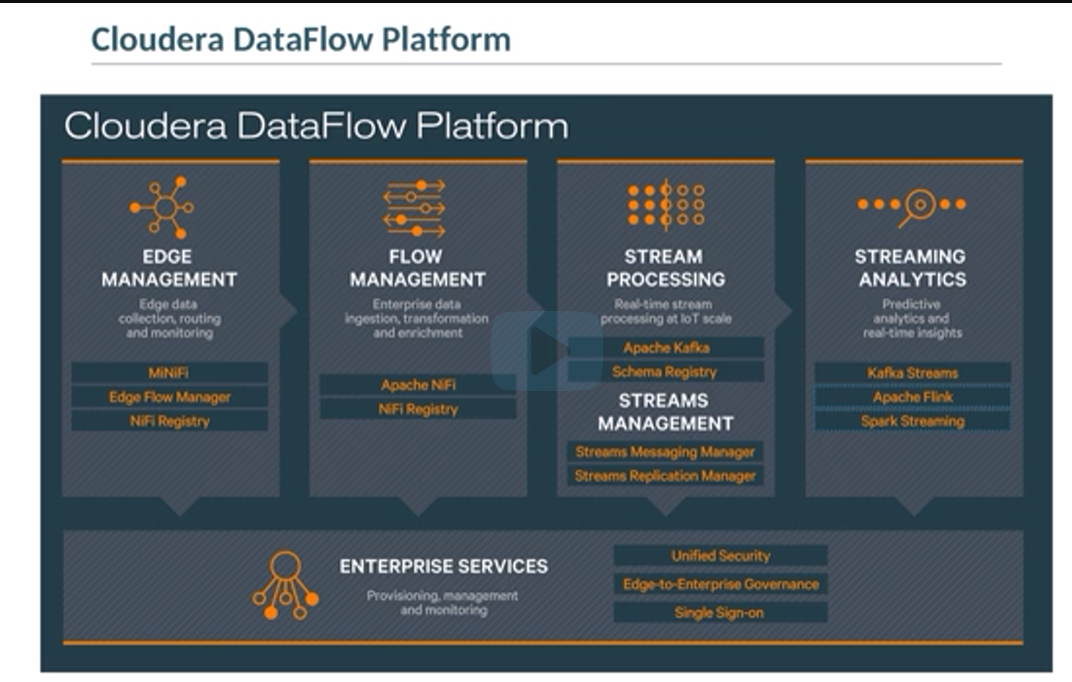 Cloudera DataFlow Platform
Cloudera DataFlow Platform
EDGE
MANAGEMENT
Edge data
collection, routing
and monitoring
MiNiFi
Edge Flow Manager
NiFi Registry
FLOW
MANAGEMENT
Enterprise data
ingestion, transformation
and enrichment
Apache NiFi
NiFi Registry
STREAM
PROCESSING
Real-time stream
processing at IoT scale
Apache Kafka
Schema Registry
STREAMS
MANAGEMENT
Streams Messaging Manager
Streams Replication Manager
STREAMING
ANALYTICS
Predictive
analytics and
real-time insights
Kafka Streams
Apache Flink
Spark Streaming
ENTERPRISE SERVICES
Provisioning, management
and monitoring
Unified Security
Edge-to-Enterprise Governance
Single Sign-on